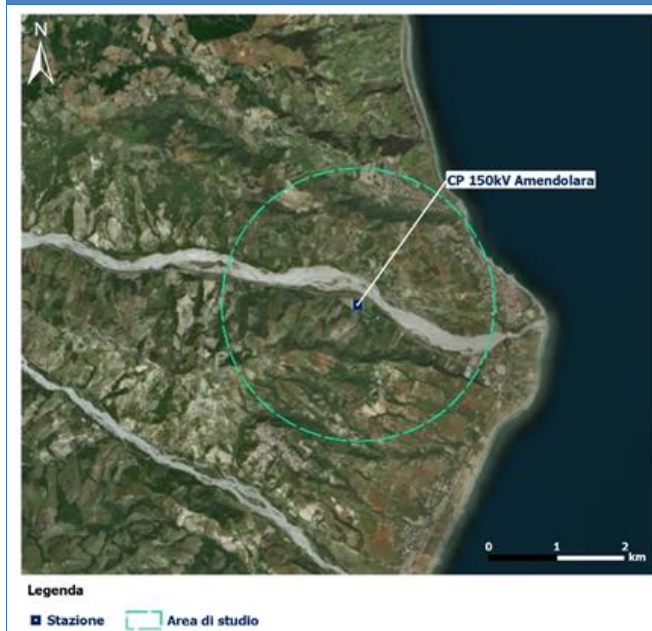 N
CP 150kV Amendolara
0 1 2
km
Legenda
Stazione Area di studio